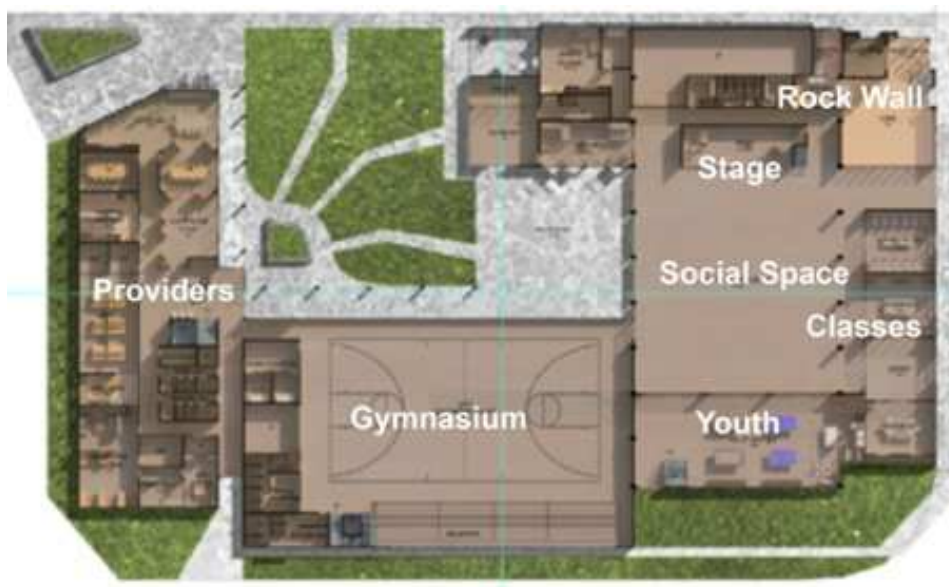 Rock Wall
Stage
Social Space
Providers
Classes
Gymnasium
Youth